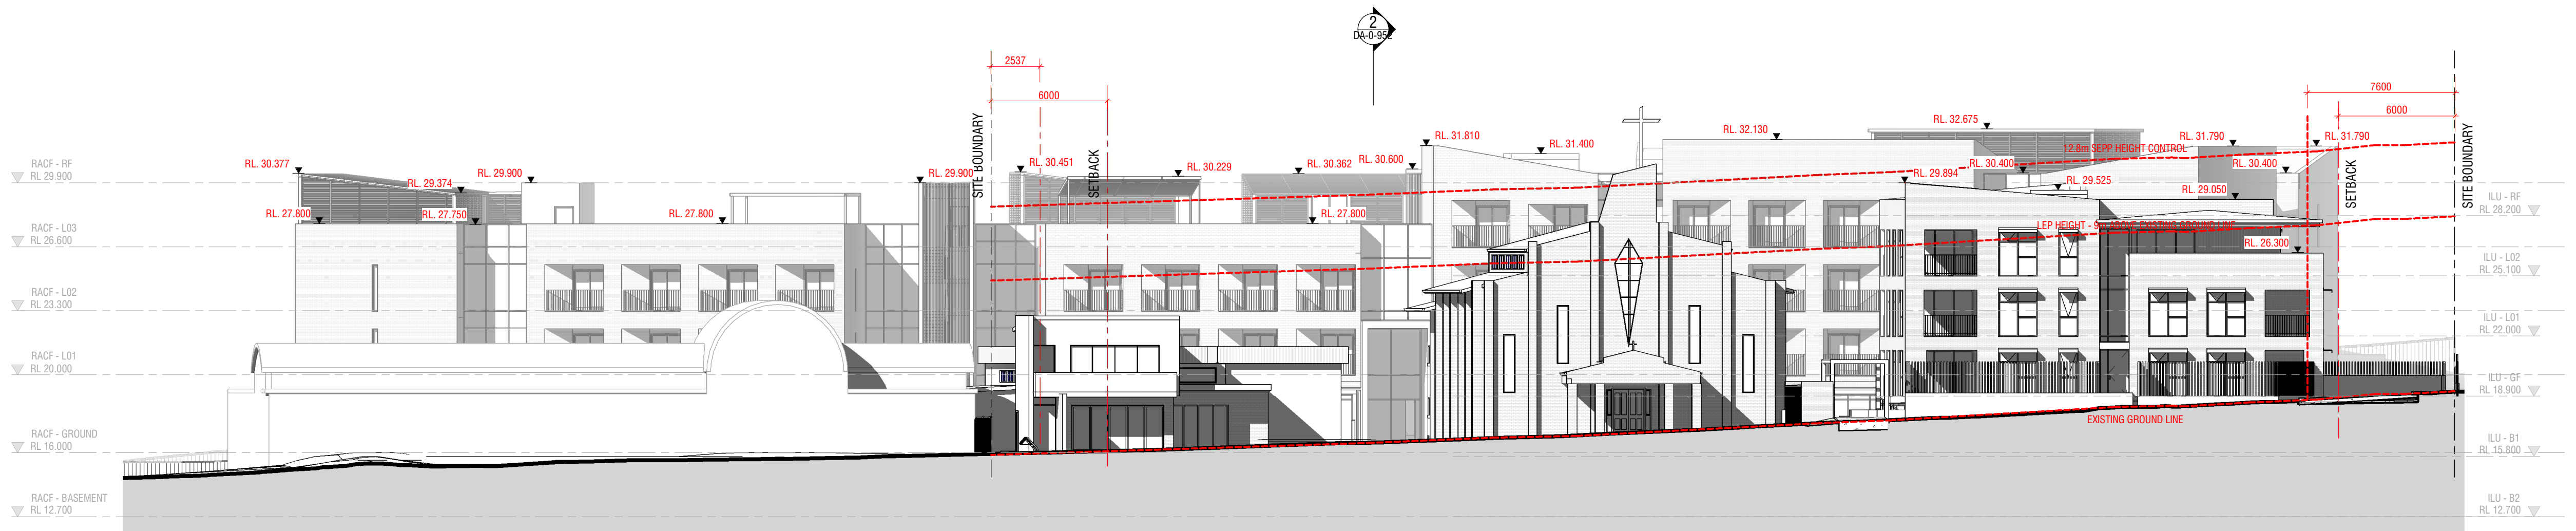 2
DA-0-952
2537
6000
7600
6000
SITE BOUNDARY
SETBACK
SETBACK
SITE BOUNDARY
RL. 30.377
RL. 29.374
RL. 29.900
RL. 27.800
RL. 27.750
RL. 27.800
RL. 29.900
RL. 30.451
RL. 30.229
RL. 30.362
RL. 30.600
RL. 27.800
RL. 31.810
RL. 31.400
RL. 32.130
RL. 32.675
RL. 31.790
RL. 31.790
12.8m SEPP HEIGHT CONTROL
RL. 30.400
RL. 30.400
RL. 29.894
RL. 29.525
RL. 29.050
LEP HEIGHT - 9m ABOVE EXISTING GROUND LINE
RL. 26.300
EXISTING GROUND LINE
RACF - RF
RL 29.900
RACF - L03
RL 26.600
RACF - L02
RL 23.300
RACF - L01
RL 20.000
RACF - GROUND
RL 16.000
RACF - BASEMENT
RL 12.700
ILU - RF
RL 28.200
ILU - L02
RL 25.100
ILU - L01
RL 22.000
ILU - GF
RL 18.900
ILU - B1
RL 15.800
ILU - B2
RL 12.700